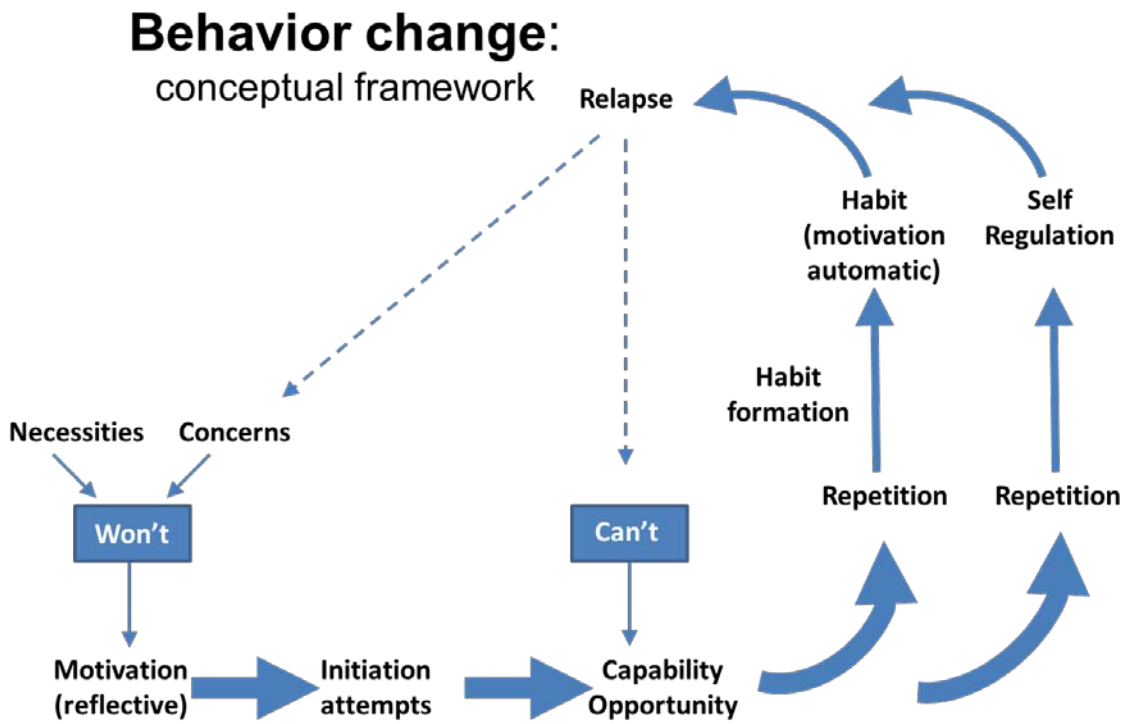 Behavior change:
conceptual framework
Relapse
Habit
(motivation
automatic)
Self
Regulation
Habit
formation
Necessities
Concerns
Repetition
Repetition
Won't
Can't
Motivation
(reflective)
Initiation
attempts
Capability
Opportunity